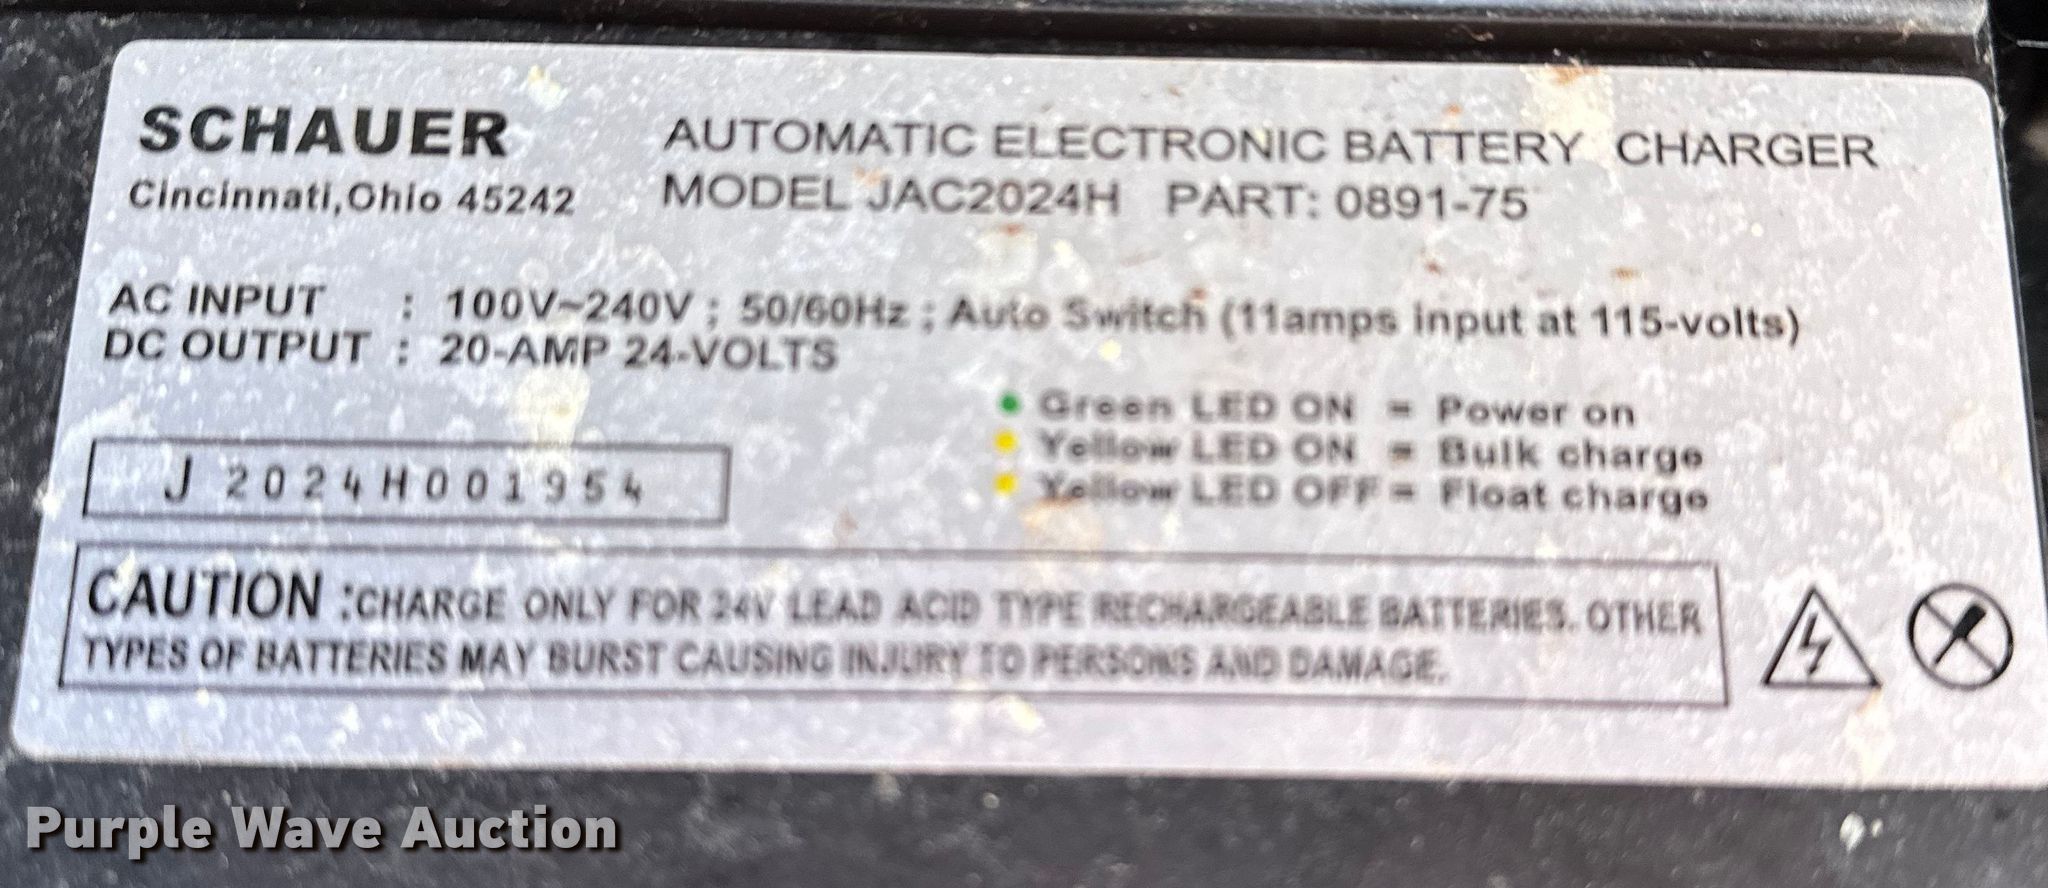 SCHAUER
Cincinnati, Ohio 45242
AUTOMATIC ELECTRONIC BATTERY CHARGER
MODEL JAC2024H PART: 0891-75
AC INPUT : 100V~240V ; 50/60Hz ; Auto Switch (11amps input at 115-volts)
DC OUTPUT : 20-AMP 24-VOLTS
Green LED ON = Power on
Yellow LED ON = Bulk charge
Yellow LED OFF = Float charge
J 2024H001954
CAUTION :CHARGE ONLY FOR 24V LEAD ACID TYPE RECHARGEABLE BATTERIES. OTHER
TYPES OF BATTERIES MAY BURST CAUSING INJURY TO PERSONS AND DAMAGE.
Purple Wave Auction